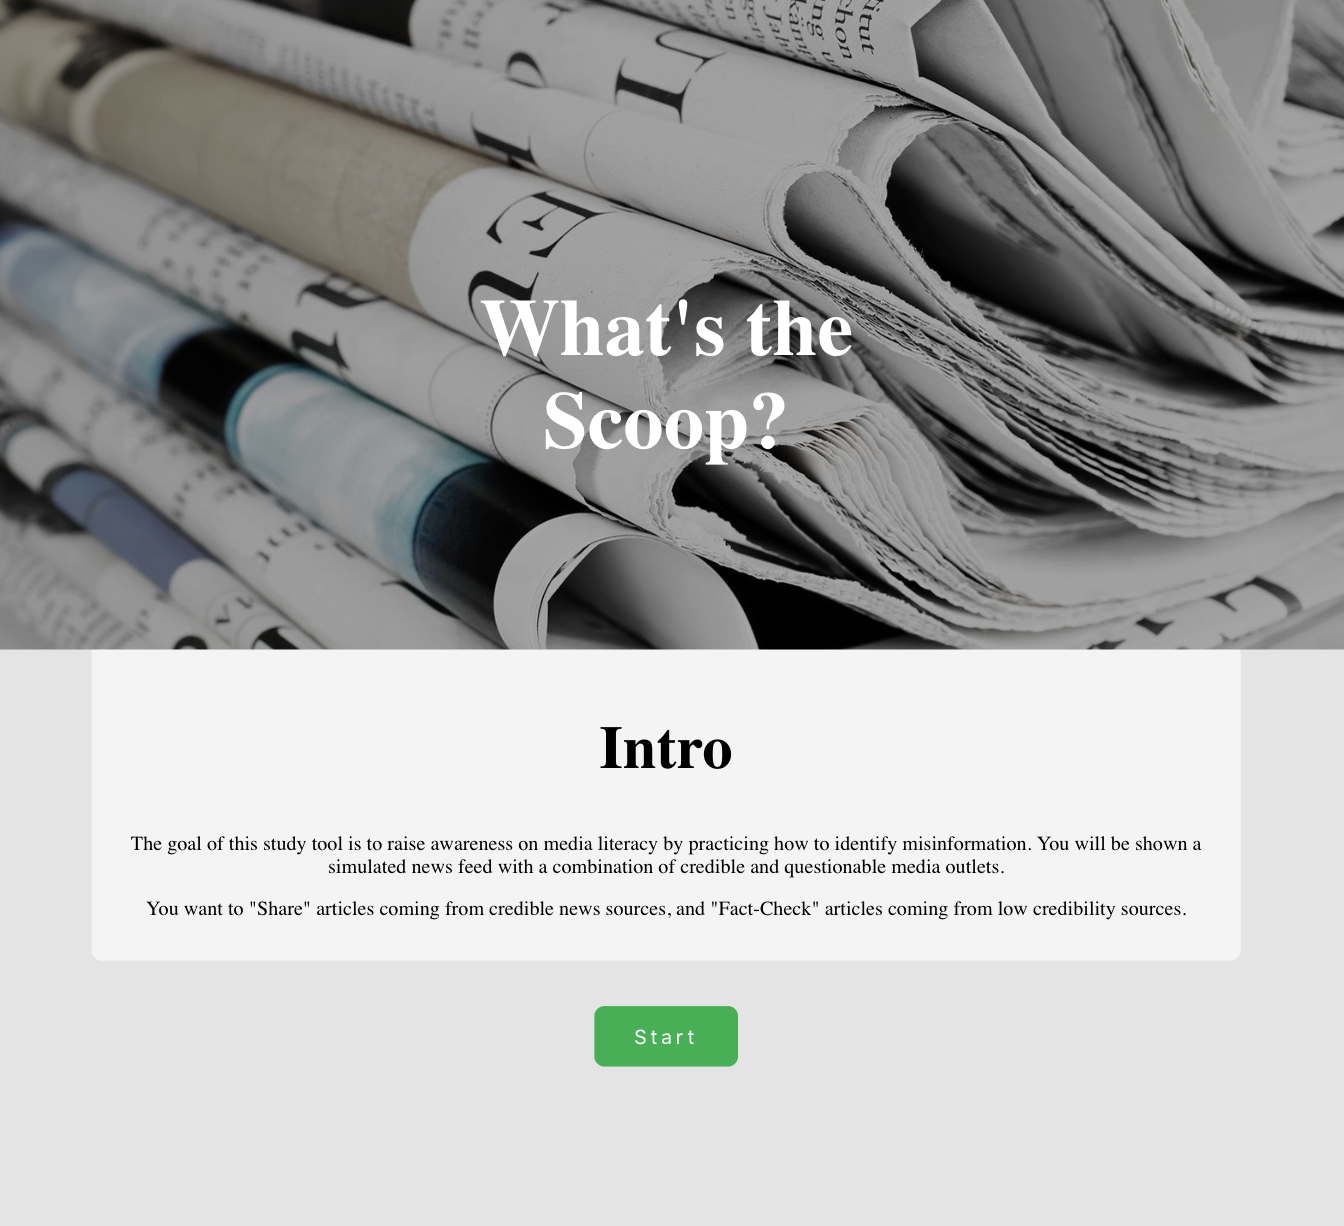 What's the
Scoop?
Intro
The goal of this study tool is to raise awareness on media literacy by practicing how to identify misinformation. You will be shown a
simulated news feed with a combination of credible and questionable media outlets.
You want to "Share" articles coming from credible news sources, and "Fact-Check" articles coming from low credibility sources.
Start